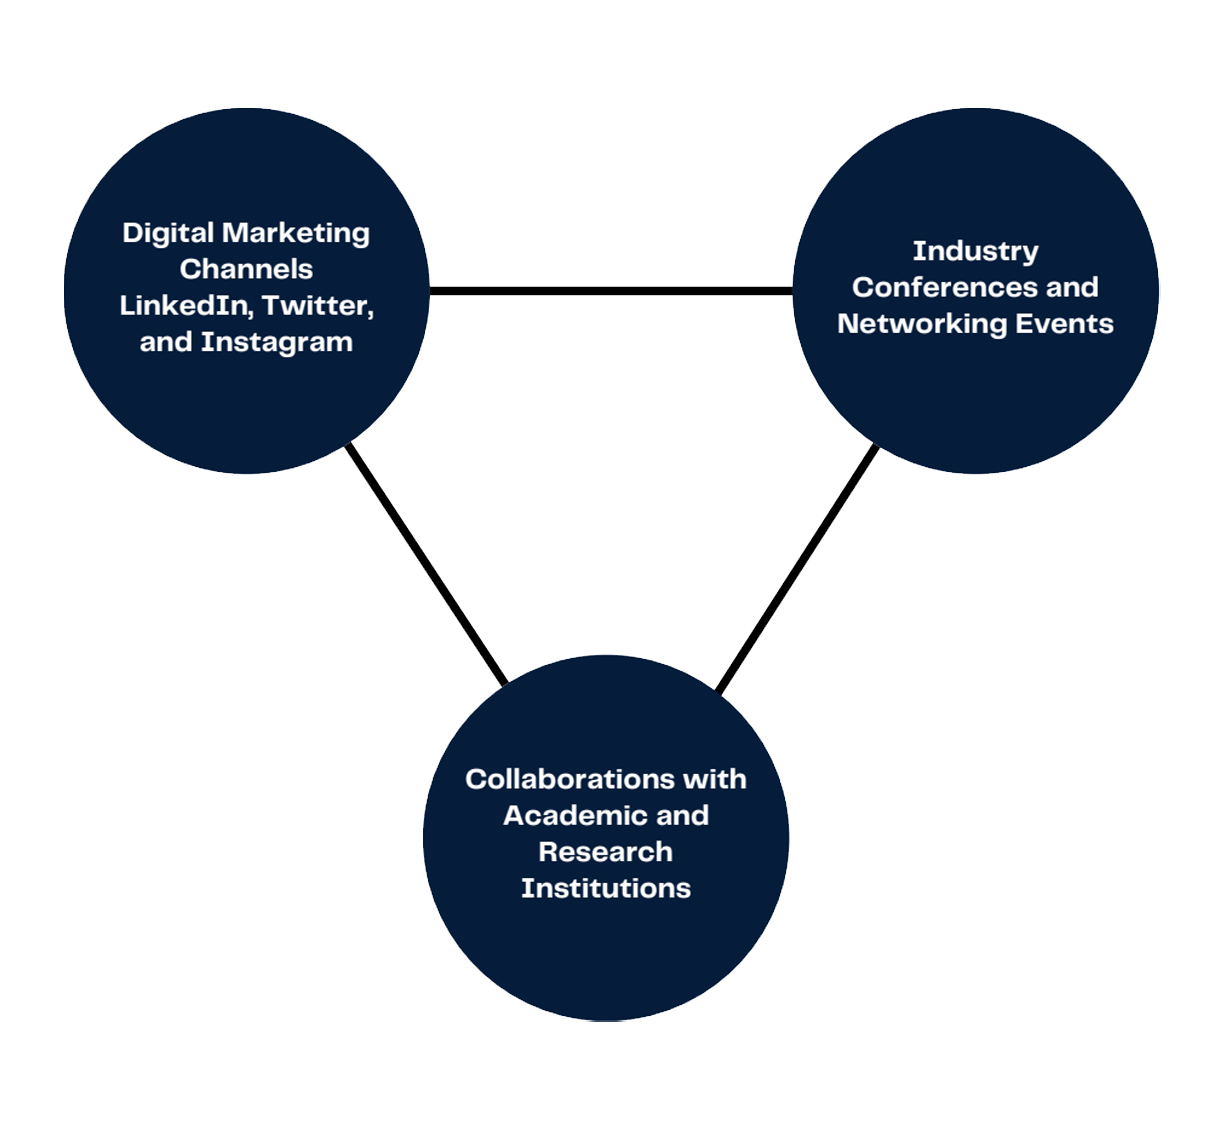 Digital Marketing
Channels
LinkedIn, Twitter,
and Instagram
Industry
Conferences and
Networking Events
Collaborations with
Academic and
Research
Institutions